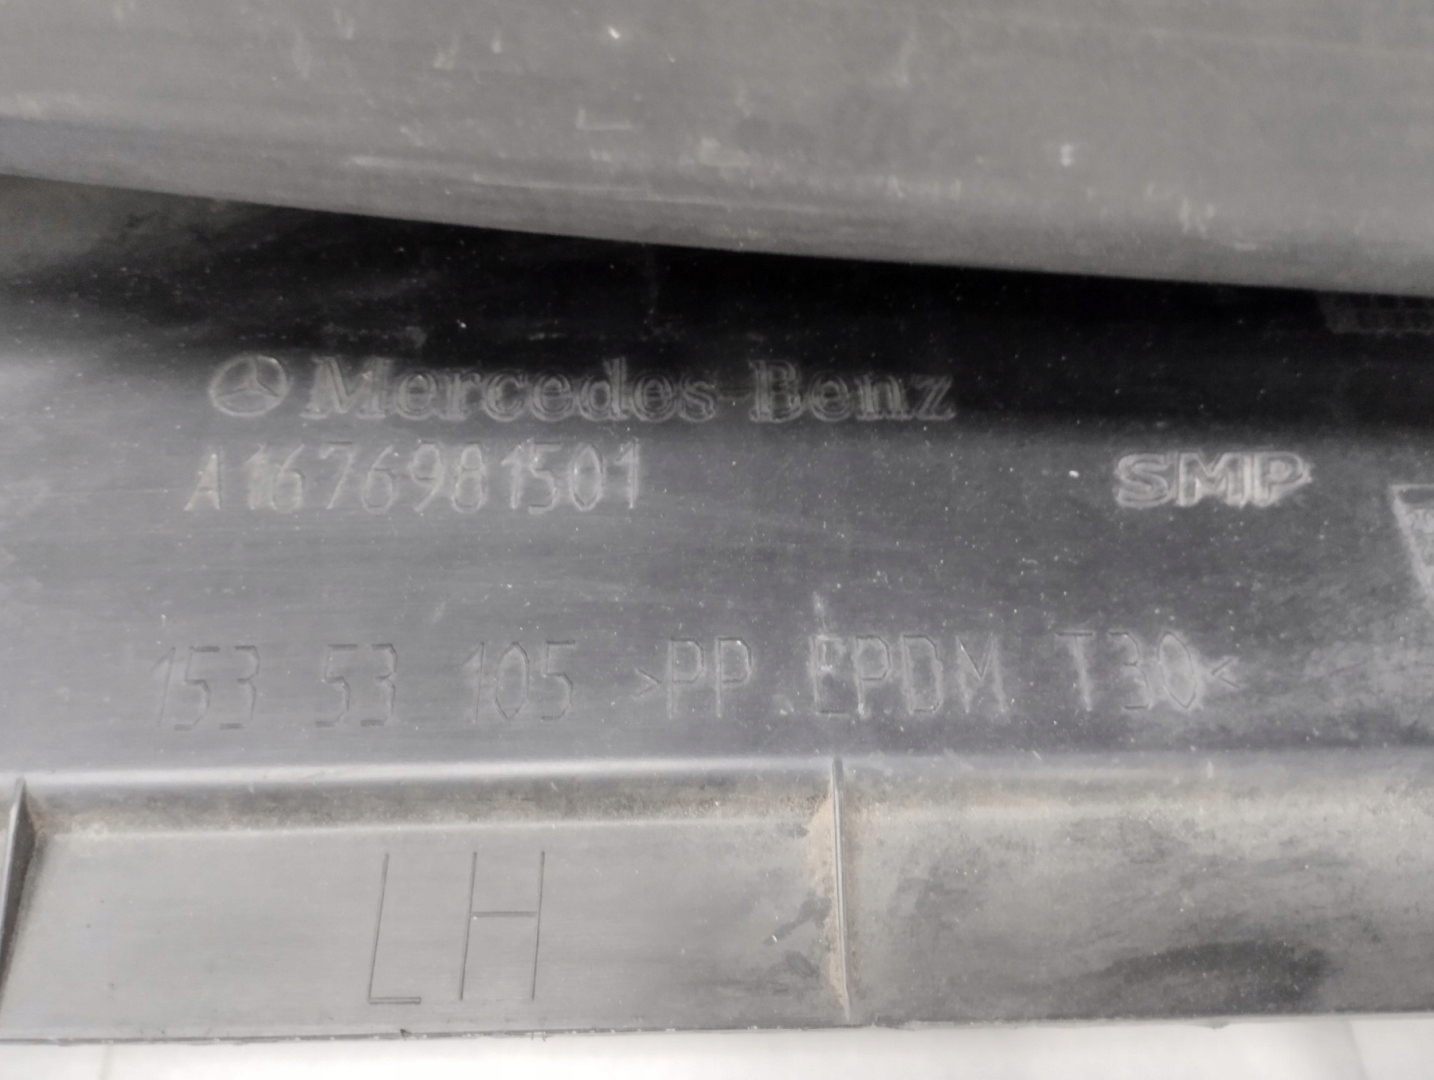 Mercedes Benz
A1676981501
SMP
153 53 105 >PP EPDM T30<
LH